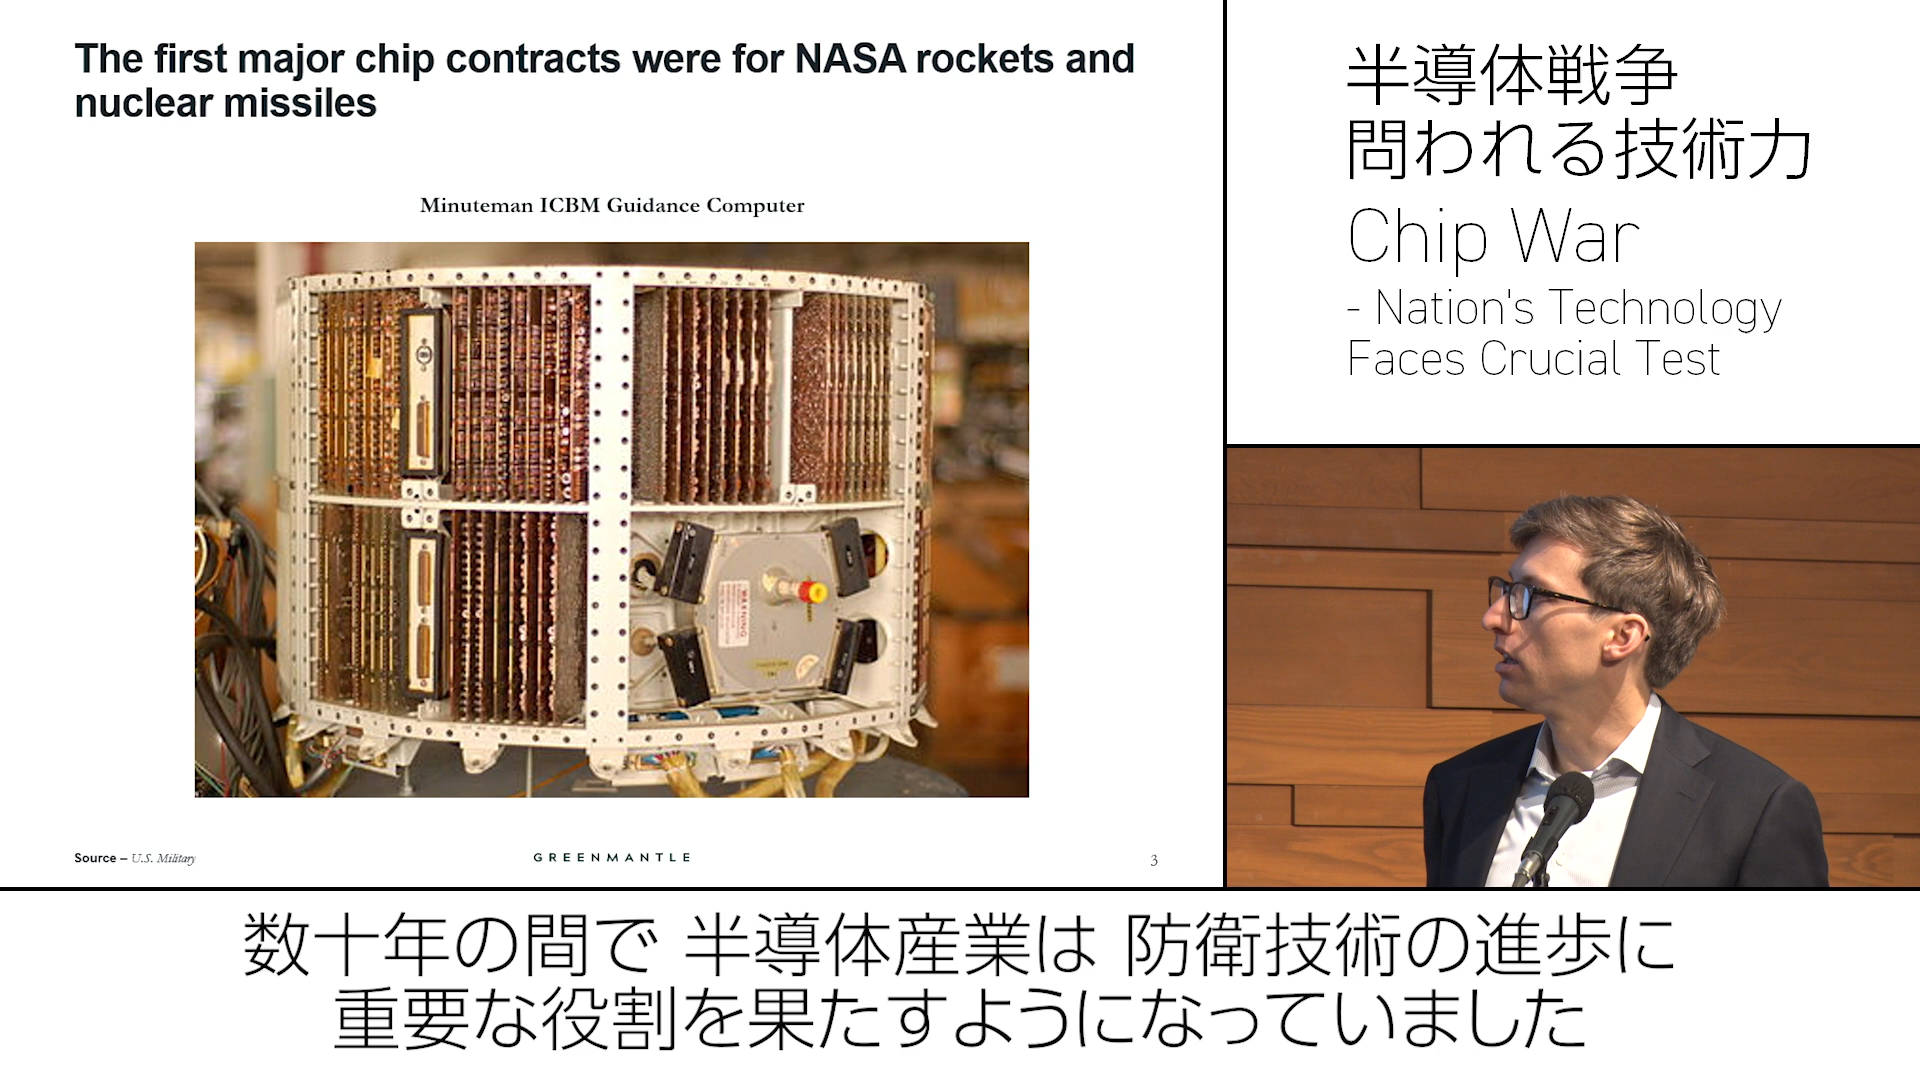 The first major chip contracts were for NASA rockets and
nuclear missiles
Minuteman ICBM Guidance Computer
WARNING
Source – U.S. Military
GREENMANTLE
3
半導体戦争
問われる技術力
Chip War
- Nation's Technology
Faces Crucial Test
数十年の間で 半導体産業は 防衛技術の進歩に
重要な役割を果たすようになっていました